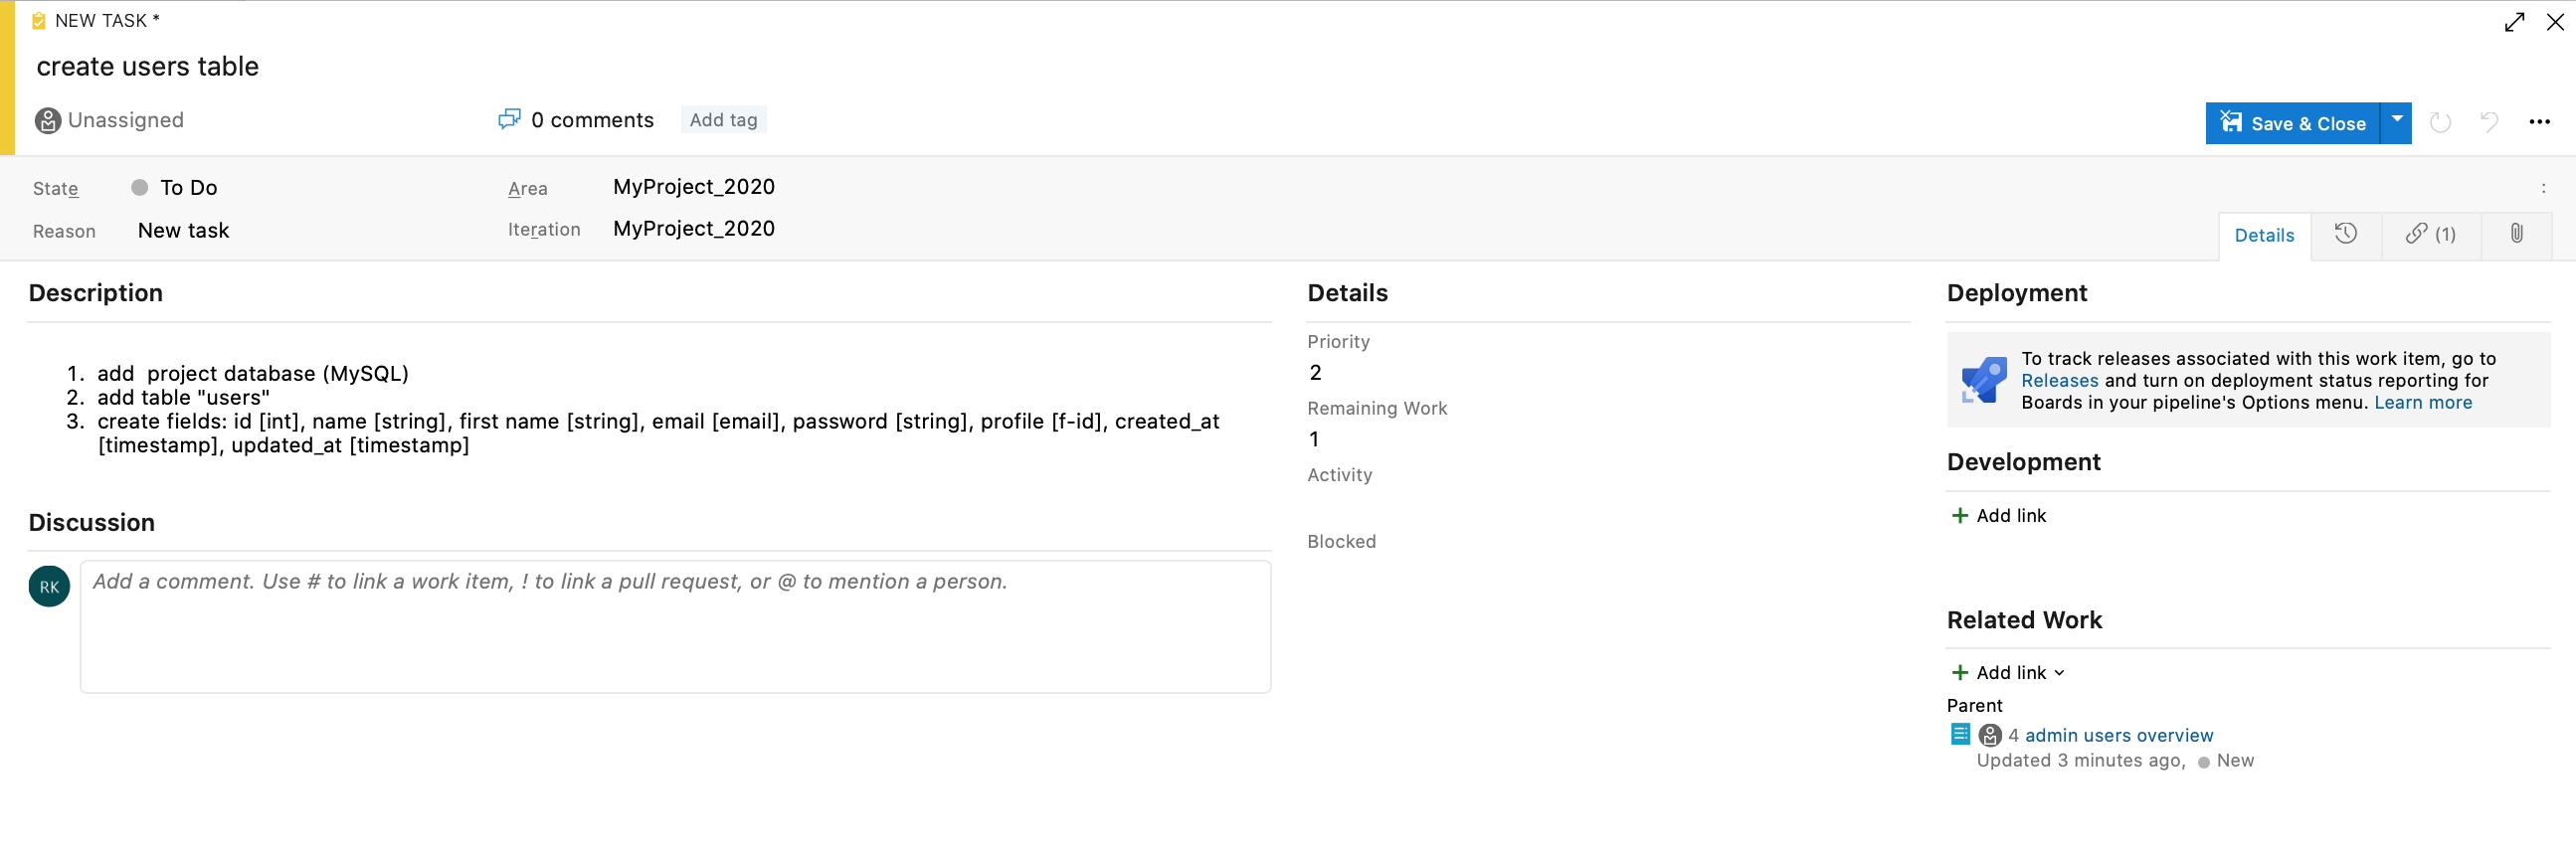 NEW TASK *
create users table
Unassigned
0 comments
Add tag
Save & Close
State
To Do
Area
MyProject_2020
Reason
New task
Iteration
MyProject_2020
Details
(1)
Description
1. add  project database (MySQL)
2. add table "users"
3. create fields: id [int], name [string], first name [string], email [email], password [string], profile [f-id], created_at
[timestamp], updated_at [timestamp]
Discussion
RK
Add a comment. Use # to link a work item, ! to link a pull request, or @ to mention a person.
Details
Priority
2
Remaining Work
1
Activity
Blocked
Deployment
To track releases associated with this work item, go to
Releases and turn on deployment status reporting for
Boards in your pipeline's Options menu. Learn more
Development
+ Add link
Related Work
+ Add link
Parent
4 admin users overview
Updated 3 minutes ago, New